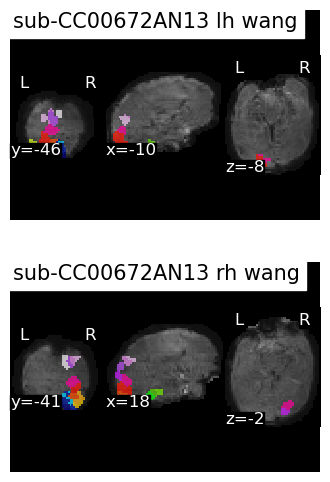 sub-CC00672AN13 lh wang
L R L R
y=-46 x=-10 z=-8
sub-CC00672AN13 rh wang
L R L R
y=-41 x=18 z=-2